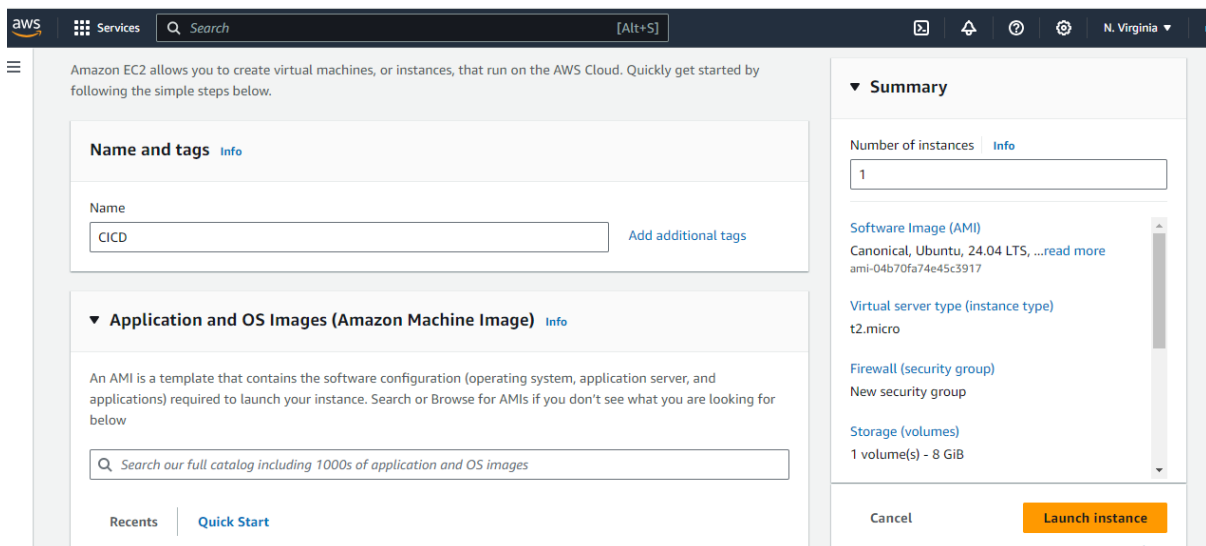 aws
Services
Search
[Alt+S]
N. Virginia
Amazon EC2 allows you to create virtual machines, or instances, that run on the AWS Cloud. Quickly get started by
following the simple steps below.
Name and tags Info
Name
CICD
Add additional tags
Application and OS Images (Amazon Machine Image) Info
An AMI is a template that contains the software configuration (operating system, application server, and
applications) required to launch your instance. Search or Browse for AMIs if you don't see what you are looking for
below
Search our full catalog including 1000s of application and OS images
Recents
Quick Start
Summary
Number of instances Info
1
Software Image (AMI)
Canonical, Ubuntu, 24.04 LTS, ...read more
ami-04b70fa74e45c3917
Virtual server type (instance type)
t2.micro
Firewall (security group)
New security group
Storage (volumes)
1 volume(s) - 8 GiB
Cancel
Launch instance